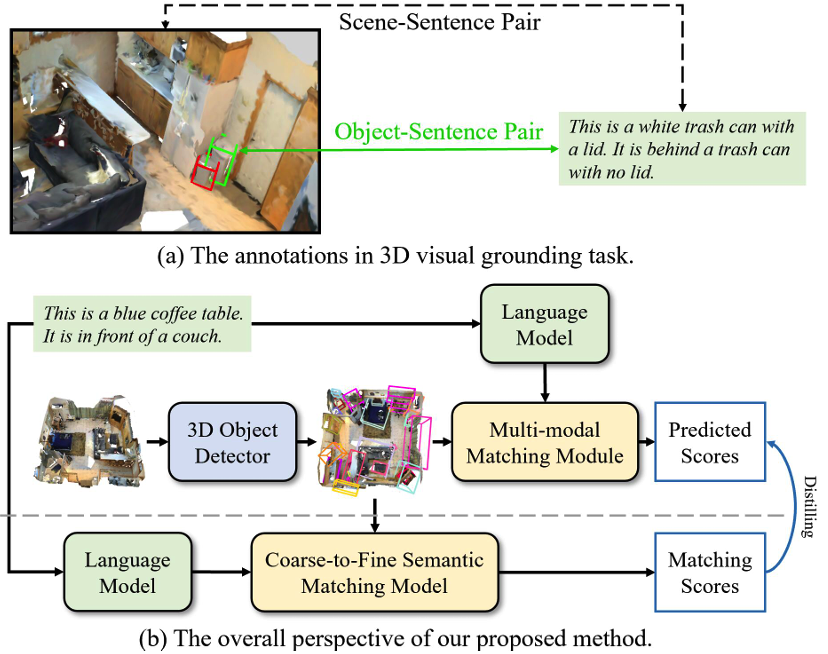 Scene-Sentence Pair
Object-Sentence Pair
This is a white trash can with
a lid. It is behind a trash can
with no lid.
(a) The annotations in 3D visual grounding task.
This is a blue coffee table.
It is in front of a couch.
Language
Model
3D Object
Detector
Multi-modal
Matching Module
Predicted
Scores
Distilling
Language
Model
Coarse-to-Fine Semantic
Matching Model
Matching
Scores
(b) The overall perspective of our proposed method.